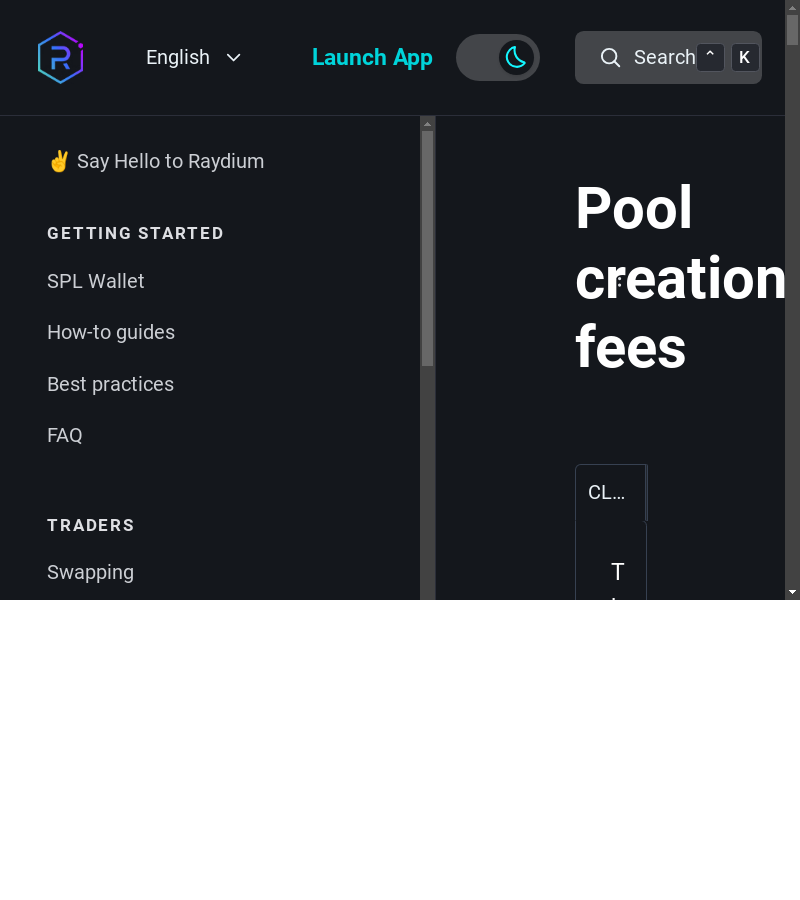 English
Launch App
Search
⌃
K
✌️ Say Hello to Raydium
GETTING STARTED
SPL Wallet
How-to guides
Best practices
FAQ
TRADERS
Swapping
Pool
creation
fees
CL…
T